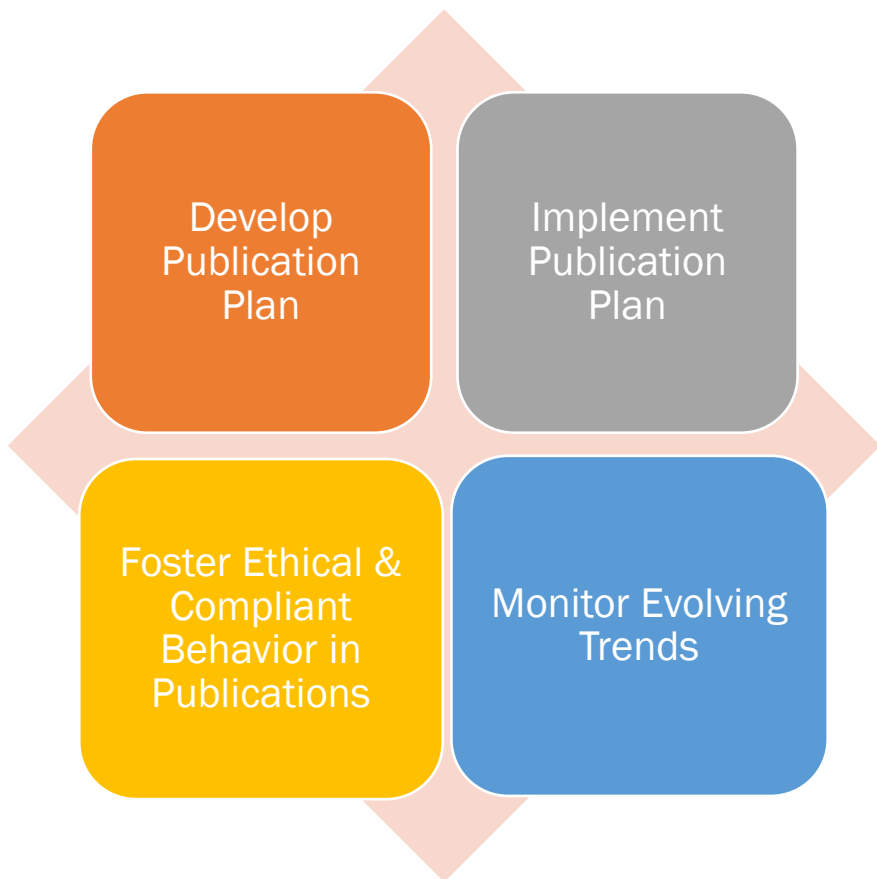 Develop
Publication
Plan
Implement
Publication
Plan
Foster Ethical &
Compliant
Behavior in
Publications
Monitor Evolving
Trends